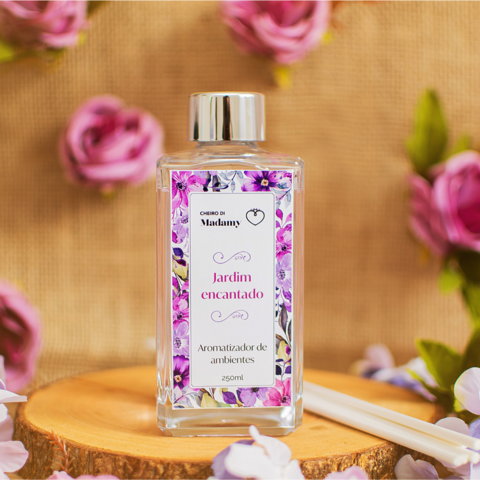 CHEIRO DI
Madamy
Jardim
encantado
Aromatizador de
ambientes
250ml